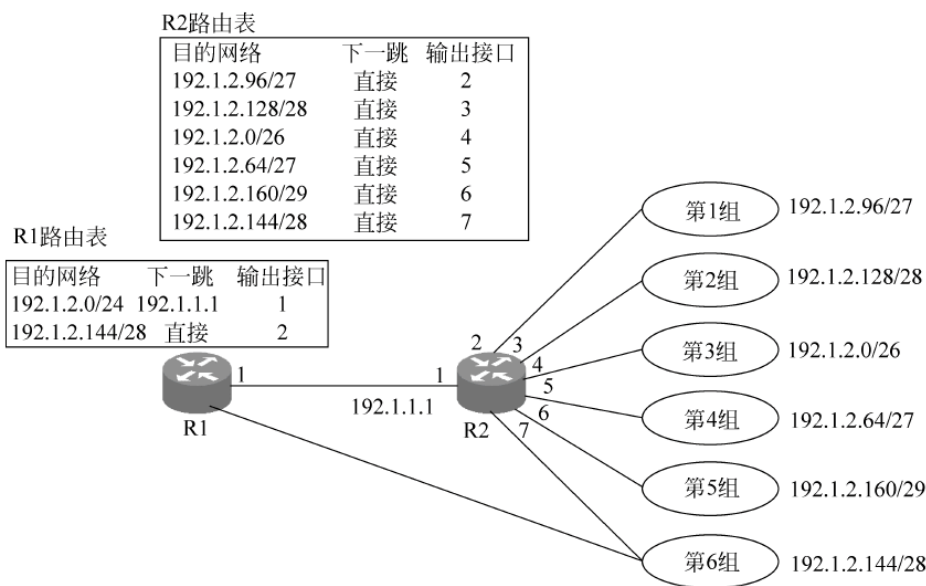 R2路由表
目的网络 下一跳 输出接口
192.1.2.96/27 直接 2
192.1.2.128/28 直接 3
192.1.2.0/26 直接 4
192.1.2.64/27 直接 5
192.1.2.160/29 直接 6
192.1.2.144/28 直接 7
R1路由表
目的网络 下一跳 输出接口
192.1.2.0/24 192.1.1.1 1
192.1.2.144/28 直接 2
第1组 192.1.2.96/27
第2组 192.1.2.128/28
第3组 192.1.2.0/26
第4组 192.1.2.64/27
第5组 192.1.2.160/29
第6组 192.1.2.144/28
2 3
4
1 1 5
192.1.1.1 6
R1 R2 7